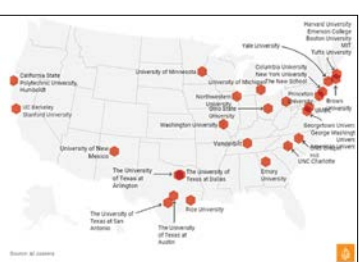 Harvard University
Emerson College
Boston University
MIT
Tufts University
Yale University
Columbia University
New York University
The New School
University of Minnesota
University of Michigan
Princeton
University
Brown
University
California State
Polytechnic University,
Humboldt
Northwestern
University
Ohio State
University
UC Berkeley
Stanford University
Washington University
Georgetown Univers
George Washingt
Univers
American Univers
Vanderbilt
UNC Charlotte
University of New
Mexico
Emory
University
The University
of Texas at
Arlington
The University of
Texas at Dallas
Rice University
The University
of Texas at San
Antonio
The
University
of Texas at
Austin
Source: al Jazeera